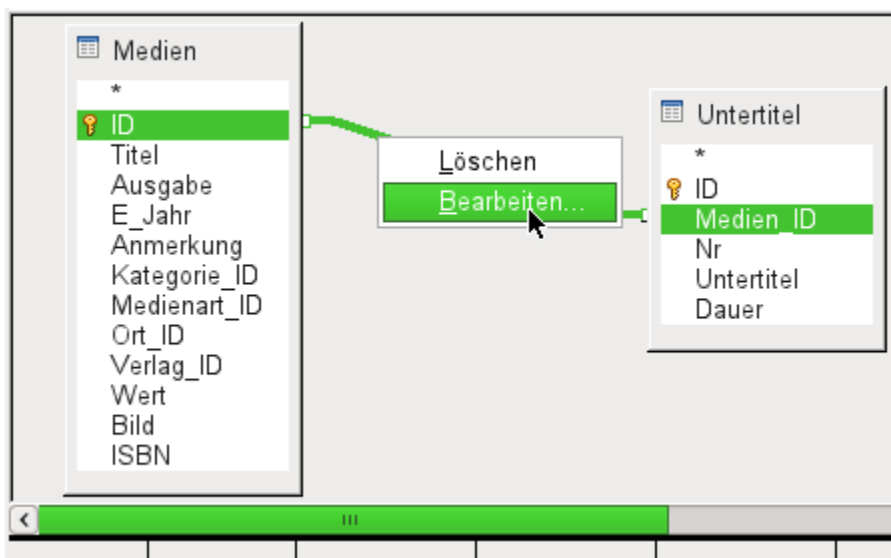 Medien
*
ID
Titel
Ausgabe
E_Jahr
Anmerkung
Kategorie_ID
Medienart_ID
Ort_ID
Verlag_ID
Wert
Bild
ISBN
Löschen
Bearbeiten...
Untertitel
*
ID
Medien_ID
Nr
Untertitel
Dauer